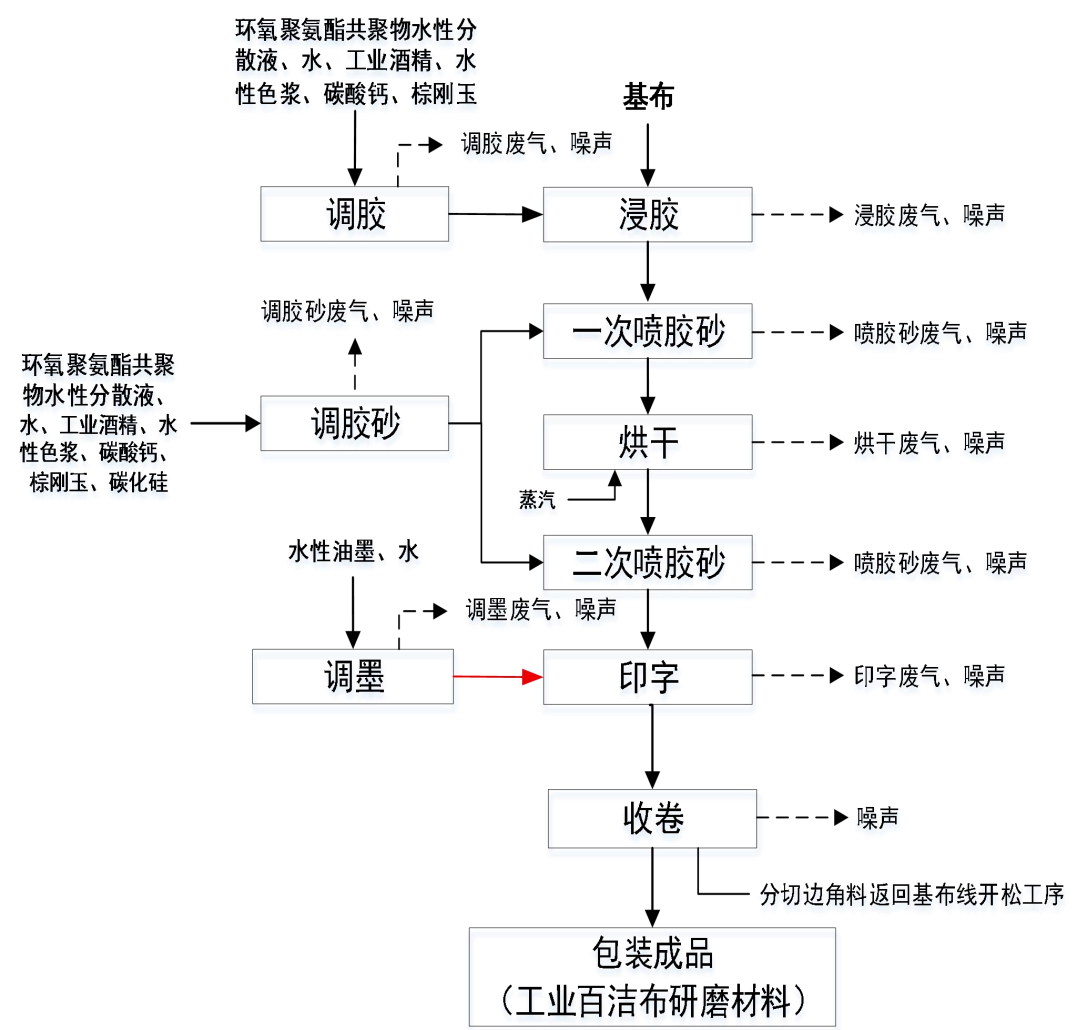 环氧聚氨酯共聚物水性分
散液、水、工业酒精、水
性色浆、碳酸钙、棕刚玉
基布
调胶废气、噪声
调胶
浸胶
浸胶废气、噪声
调胶砂废气、噪声
一次喷胶砂
喷胶砂废气、噪声
环氧聚氨酯共聚
物水性分散液、
水、工业酒精、水
性色浆、碳酸钙、
棕刚玉、碳化硅
调胶砂
烘干
烘干废气、噪声
蒸汽
水性油墨、水
二次喷胶砂
喷胶砂废气、噪声
调墨废气、噪声
调墨
印字
印字废气、噪声
收卷
噪声
分切边角料返回基布线开松工序
包装成品
（工业百洁布研磨材料）